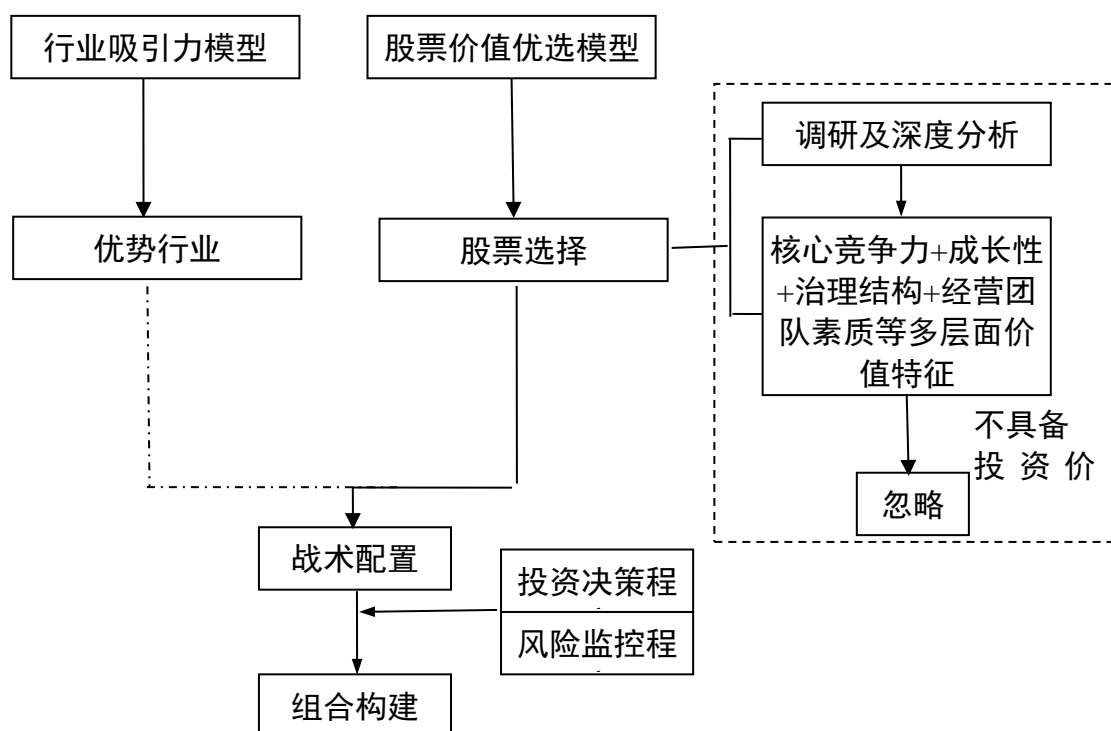 行业吸引力模型
股票价值优选模型
调研及深度分析
优势行业
股票选择
核心竞争力+成长性
+治理结构+经营团
队素质等多层面价
值特征
不具备
投 资 价
忽略
战术配置
投资决策程
风险监控程
组合构建